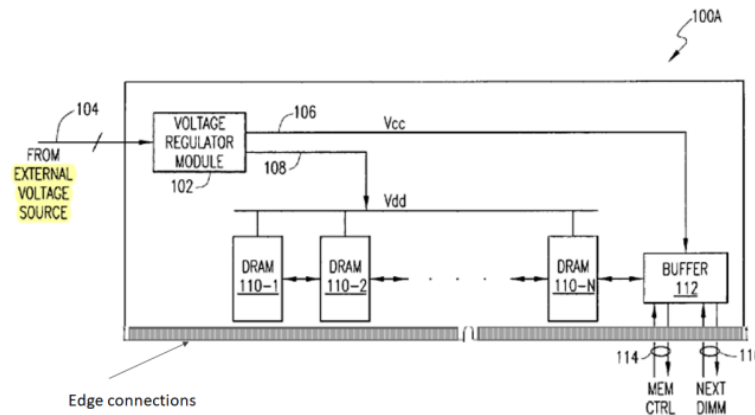 100A
104
FROM
EXTERNAL
VOLTAGE
SOURCE
VOLTAGE
REGULATOR
MODULE
102
106
Vcc
108
Vdd
DRAM
110-1
DRAM
110-2
. . . .
DRAM
110-N
BUFFER
112
114
MEM
CTRL
NEXT
DIMM
Edge connections